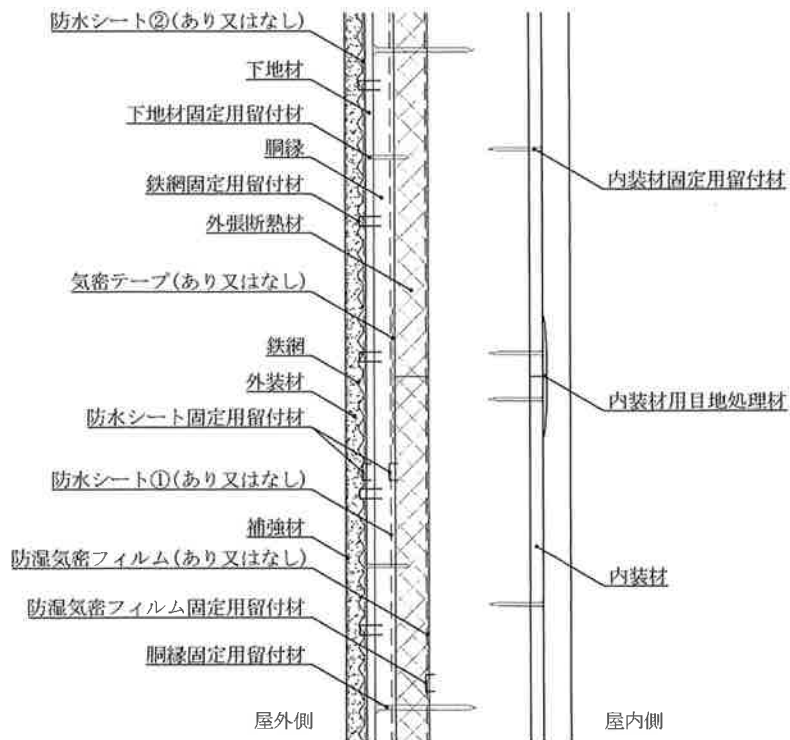 防水シート②(あり又はなし)
下地材
下地材固定用留付材
胴縁
鉄網固定用留付材
外張断熱材
気密テープ(あり又はなし)
鉄網
外装材
防水シート固定用留付材
防水シート①(あり又はなし)
補強材
防湿気密フィルム(あり又はなし)
防湿気密フィルム固定用留付材
胴縁固定用留付材
屋外側
内装材固定用留付材
内装材用目地処理材
内装材
屋内側